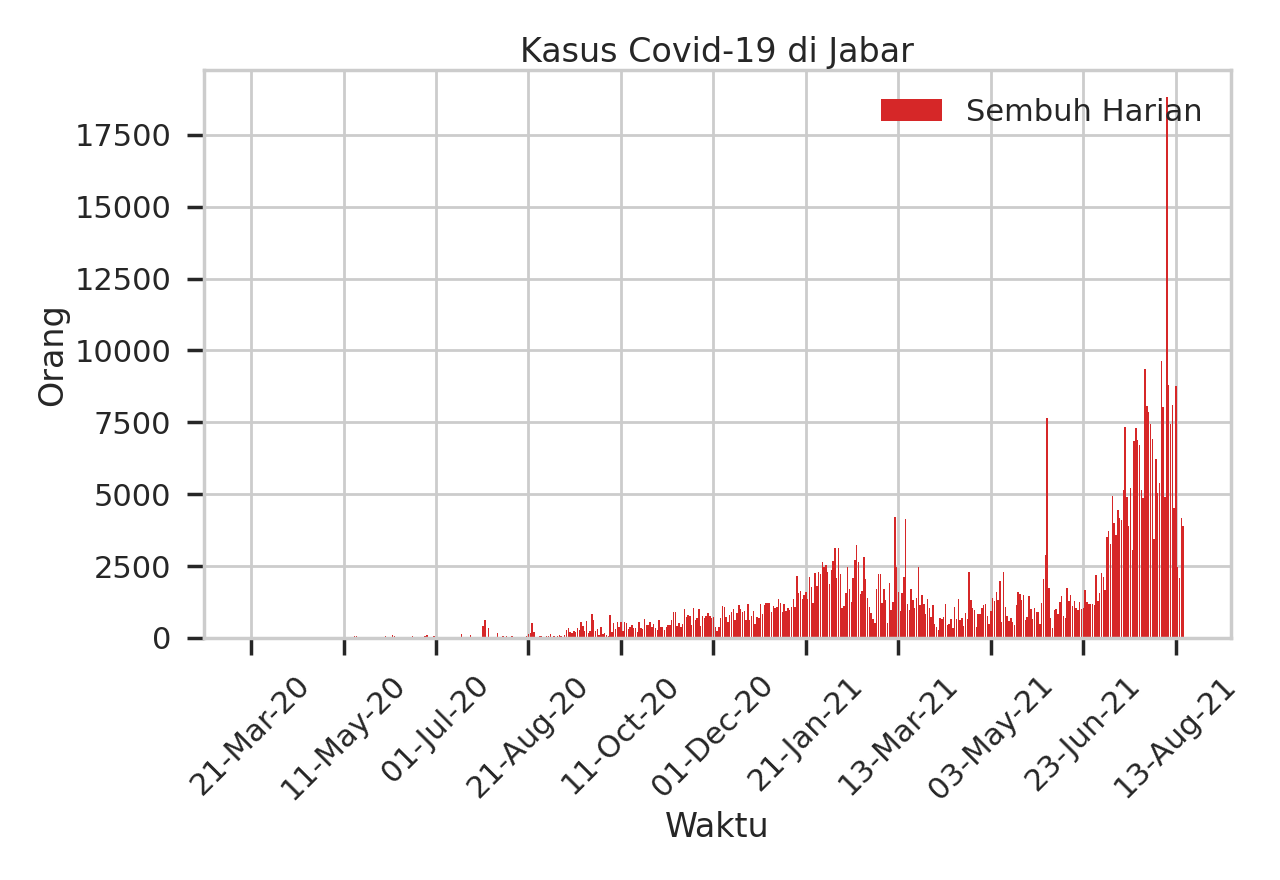 Kasus Covid-19 di Jabar
Sembuh Harian
17500
15000
12500
10000
7500
5000
2500
0
Orang
21-Mar-20
11-May-20
01-Jul-20
21-Aug-20
11-Oct-20
01-Dec-20
21-Jan-21
13-Mar-21
03-May-21
23-Jun-21
13-Aug-21
Waktu